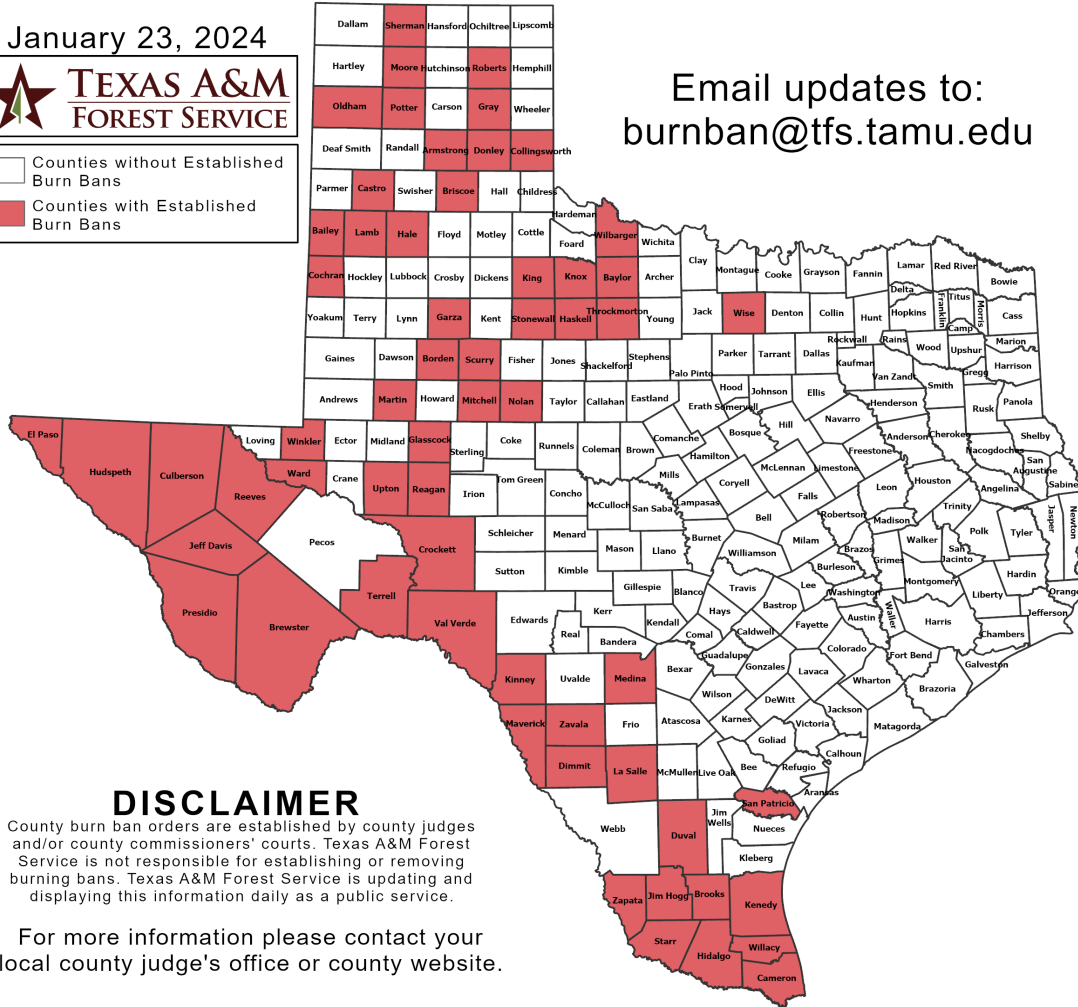 January 23, 2024
TEXAS A&M
FOREST SERVICE
Counties without Established
Burn Bans
Counties with Established
Burn Bans
Email updates to:
burnban@tfs.tamu.edu
Dallam Sherman Hansford Ochiltree Lipscomb
Hartley Moore Hutchinson Roberts Hemphill
Oldham Potter Carson Gray Wheeler
Deaf Smith Randall Armstrong Donley Collingsworth
Parmer Castro Swisher Briscoe Hall Childress
Hardeman
Bailey Lamb Hale Floyd Motley Cottle Foard Wilbarger Wichita
Clay Montague Cooke Grayson Fannin Lamar Red River Bowie
Cochran Hockley Lubbock Crosby Dickens King Knox Baylor Archer
Delta Franklin Titus Morris Cass
Yoakum Terry Lynn Garza Kent Stonewall Haskell Throckmorton Young Jack Wise Denton Collin Hunt Hopkins
Camp
Rockwall Rains Wood Upshur Marion
Gaines Dawson Borden Scurry Fisher Jones Shackelford Stephens Palo Pinto Parker Tarrant Dallas Kaufman Van Zandt Gregg Harrison
Andrews Martin Howard Mitchell Nolan Taylor Callahan Eastland Erath Hood Somervell Johnson Ellis Henderson Smith Rusk Panola
El Paso Hudspeth Culberson Reeves Loving Winkler Ector Midland Glasscock Sterling Coke Runnels Coleman Brown Comanche Hamilton Bosque Hill Navarro Freestone Anderson Cherokee Nacogdoches Shelby
San
Augustine
Sabine
Ward Crane Upton Reagan Irion Tom Green Concho McCulloch San Saba Mills Lampasas Coryell McLennan Limestone Falls Leon Houston Angelina
Trinity Polk Tyler Jasper Newton
Jeff Davis Pecos Crockett Schleicher Menard Mason Llano Burnet Bell Milam Robertson Madison Walker
San
Jacinto
Sutton Kimble Williamson Brazos Burleson Grimes Montgomery Liberty Hardin Orange
Presidio Brewster Terrell Val Verde Edwards Gillespie Blanco Travis Lee Washington Waller Harris Jefferson
Kerr Kendall Hays Bastrop Fayette Austin Chambers
Real Bandera Comal Caldwell Colorado Fort Bend Galveston
Kinney Uvalde Medina Bexar Guadalupe Gonzales Lavaca Wharton Brazoria
Wilson DeWitt Jackson Matagorda
Maverick Zavala Frio Atascosa Karnes Victoria
Goliad Calhoun
Dimmit La Salle McMullen Live Oak Bee Refugio
Aransas
San Patricio
Webb Duval
Jim
Wells
Nueces
Kleberg
Zapata Jim Hogg Brooks Kenedy
Starr Hidalgo Willacy
Cameron
DISCLAIMER
County burn ban orders are established by county judges
and/or county commissioners' courts. Texas A&M Forest
Service is not responsible for establishing or removing
burning bans. Texas A&M Forest Service is updating and
displaying this information daily as a public service.
For more information please contact your
local county judge's office or county website.